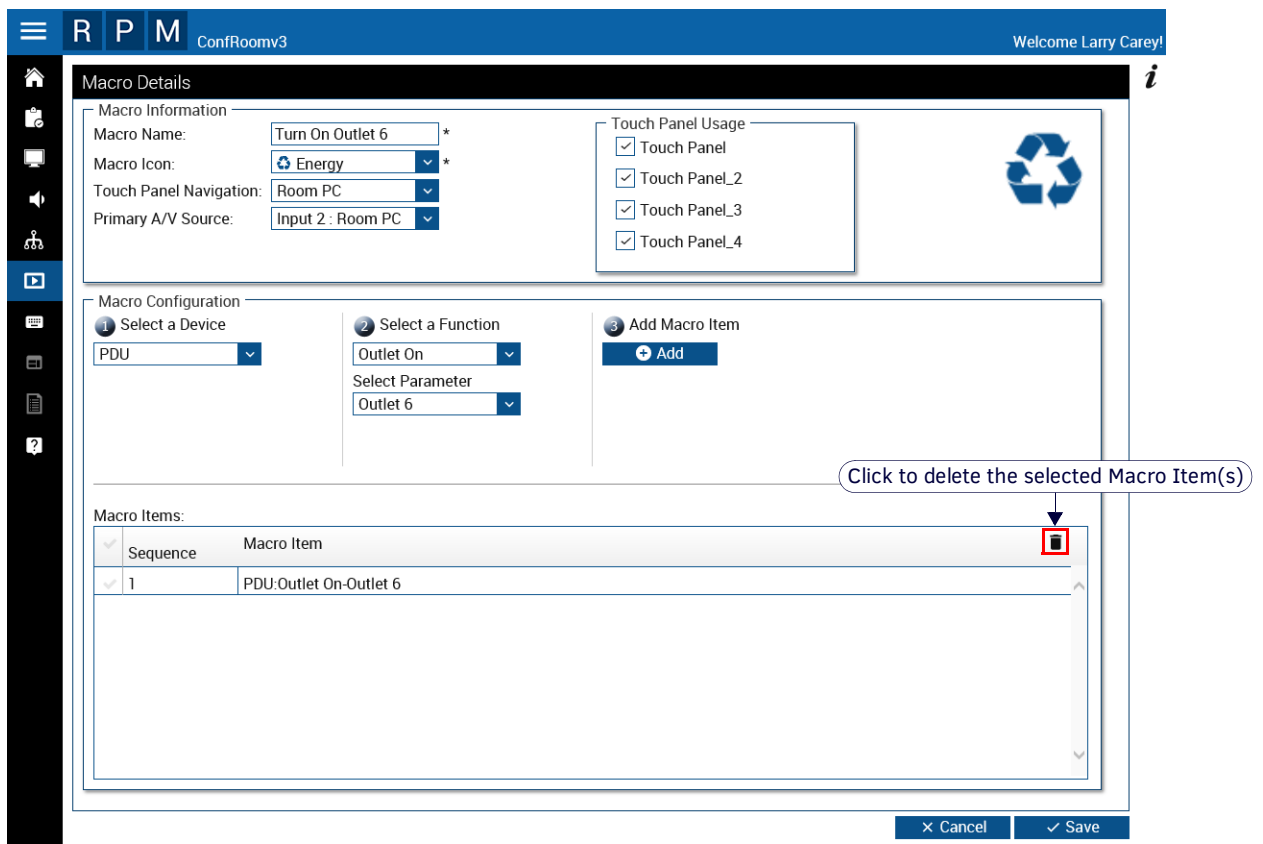 R P M ConfRoomv3 Welcome Larry Carey!
i
Macro Details
Macro Information
Macro Name: Turn On Outlet 6 *
Macro Icon: Energy *
Touch Panel Navigation: Room PC
Primary A/V Source: Input 2 : Room PC
Touch Panel Usage
Touch Panel
Touch Panel_2
Touch Panel_3
Touch Panel_4
Macro Configuration
1 Select a Device
PDU
2 Select a Function
Outlet On
Select Parameter
Outlet 6
3 Add Macro Item
Add
?
Click to delete the selected Macro Item(s)
Macro Items:
Sequence Macro Item
1 PDU:Outlet On-Outlet 6
Cancel Save